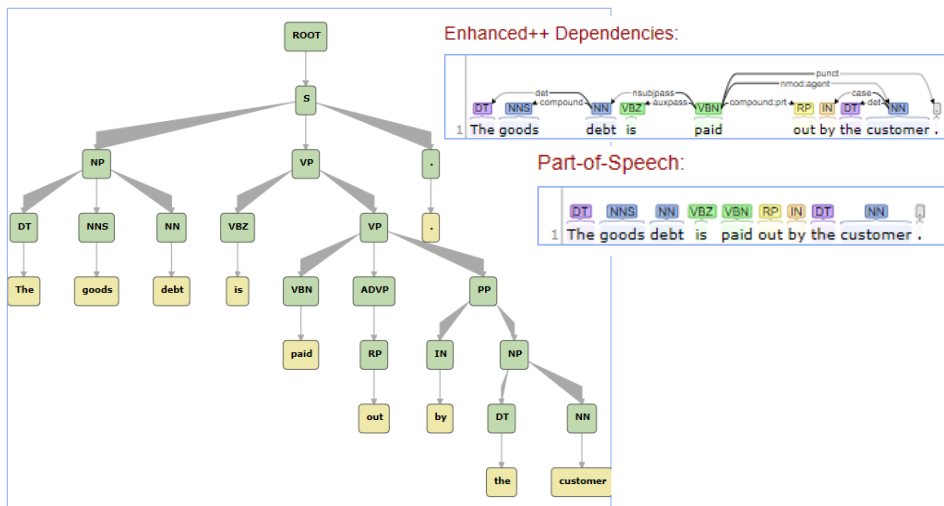 ROOT
S
NP VP .
DT NNS NN VBZ VP .
The goods debt is VBN ADVP PP
paid RP IN NP
out by DT NN
the customer
Enhanced++ Dependencies:
punct
nmod:agent
det nsubjpass case
compound auxpass compound:prt det
DT NNS NN VBZ VBN RP IN DT NN .
1 The goods debt is paid out by the customer .
Part-of-Speech:
DT NNS NN VBZ VBN RP IN DT NN .
1 The goods debt is paid out by the customer .